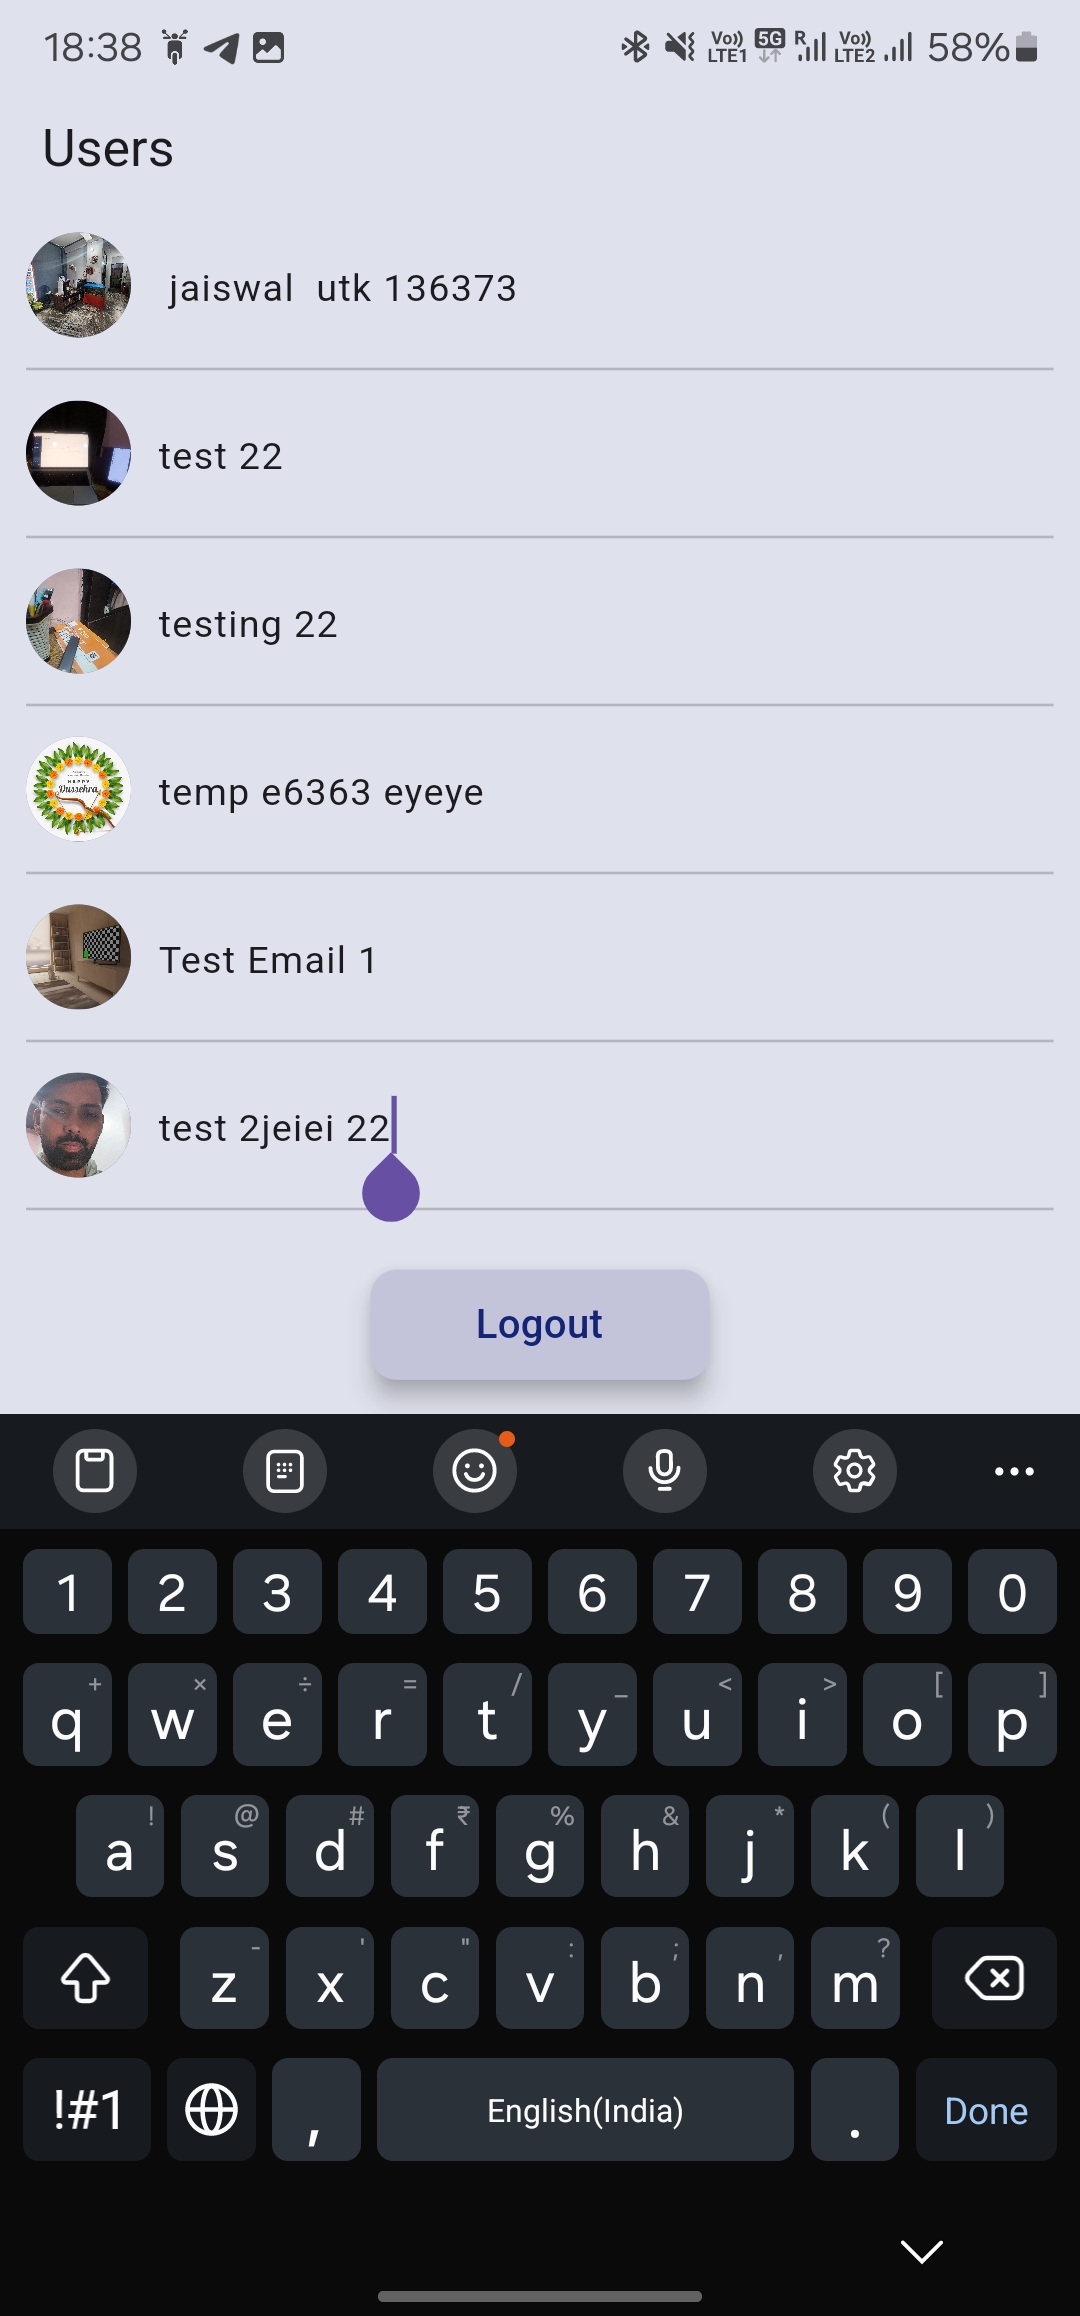 18:38 Vo)) LTE1 5G R Vo)) LTE2 58%
Users
jaiswal  utk 136373
test 22
testing 22
temp e6363 eyeye
HAPPY
Dussehra
Test Email 1
test 2jeiei 22
Logout
1 2 3 4 5 6 7 8 9 0
+ × ÷ = / _ < > [ ]
q w e r t y u i o p
! @ # ₹ % & * ( )
a s d f g h j k l
- ' " : ; , ?
z x c v b n m
!#1 , English(India) . Done